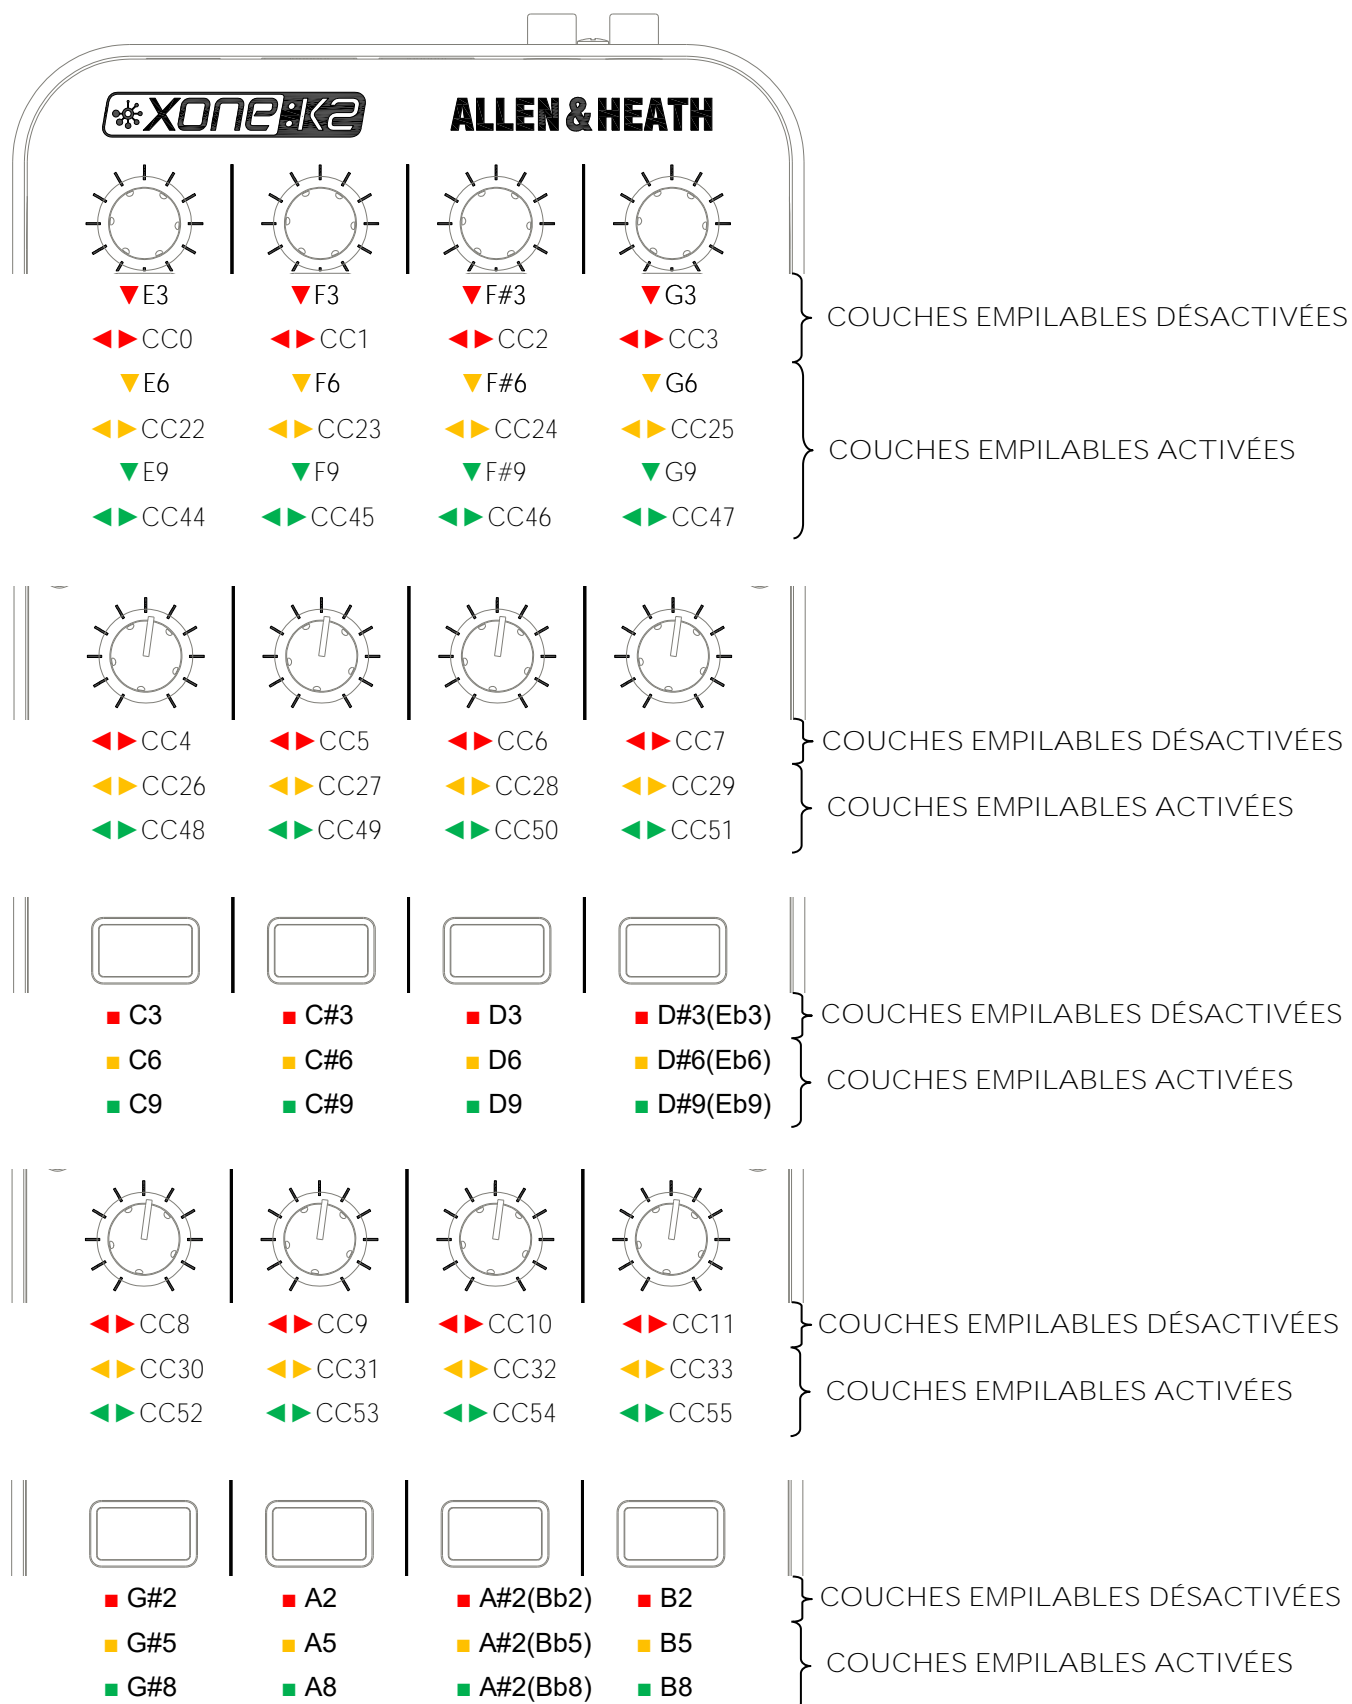 XONE:K2 ALLEN & HEATH
▼E3 ▼F3 ▼F#3 ▼G3
COUCHES EMPILABLES DÉSACTIVÉES
◀▶CC0 ◀▶CC1 ◀▶CC2 ◀▶CC3
▼E6 ▼F6 ▼F#6 ▼G6
◀▶CC22 ◀▶CC23 ◀▶CC24 ◀▶CC25
COUCHES EMPILABLES ACTIVÉES
▼E9 ▼F9 ▼F#9 ▼G9
◀▶CC44 ◀▶CC45 ◀▶CC46 ◀▶CC47
◀▶CC4 ◀▶CC5 ◀▶CC6 ◀▶CC7 COUCHES EMPILABLES DÉSACTIVÉES
◀▶CC26 ◀▶CC27 ◀▶CC28 ◀▶CC29
COUCHES EMPILABLES ACTIVÉES
◀▶CC48 ◀▶CC49 ◀▶CC50 ◀▶CC51
■ C3 ■ C#3 ■ D3 ■ D#3(Eb3) COUCHES EMPILABLES DÉSACTIVÉES
■ C6 ■ C#6 ■ D6 ■ D#6(Eb6)
COUCHES EMPILABLES ACTIVÉES
■ C9 ■ C#9 ■ D9 ■ D#9(Eb9)
◀▶CC8 ◀▶CC9 ◀▶CC10 ◀▶CC11 COUCHES EMPILABLES DÉSACTIVÉES
◀▶CC30 ◀▶CC31 ◀▶CC32 ◀▶CC33
COUCHES EMPILABLES ACTIVÉES
◀▶CC52 ◀▶CC53 ◀▶CC54 ◀▶CC55
■ G#2 ■ A2 ■ A#2(Bb2) ■ B2 COUCHES EMPILABLES DÉSACTIVÉES
■ G#5 ■ A5 ■ A#2(Bb5) ■ B5
COUCHES EMPILABLES ACTIVÉES
■ G#8 ■ A8 ■ A#2(Bb8) ■ B8